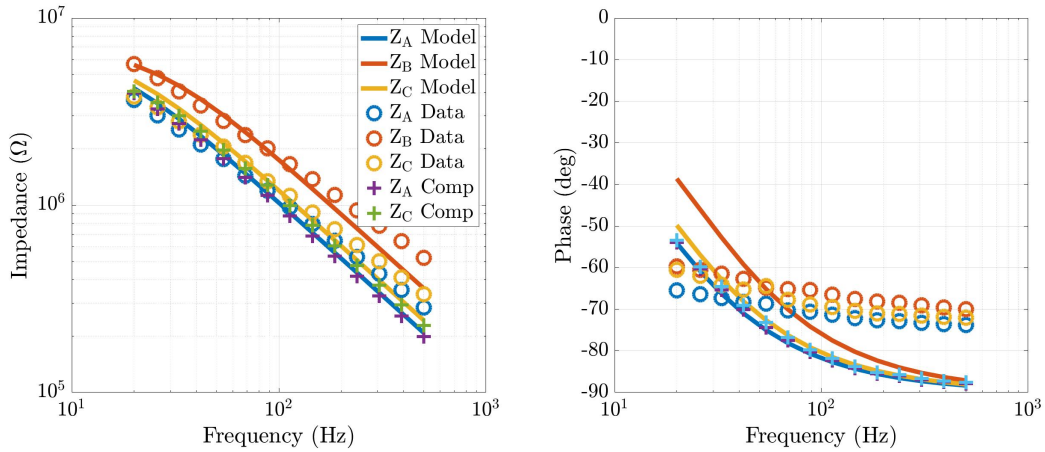 10^7
10^6
10^5
Impedance (Ω)
10^1
10^2
10^3
Frequency (Hz)
Z_A Model
Z_B Model
Z_C Model
Z_A Data
Z_B Data
Z_C Data
Z_A Comp
Z_C Comp
0
-10
-20
-30
-40
-50
-60
-70
-80
-90
Phase (deg)
10^1
10^2
10^3
Frequency (Hz)